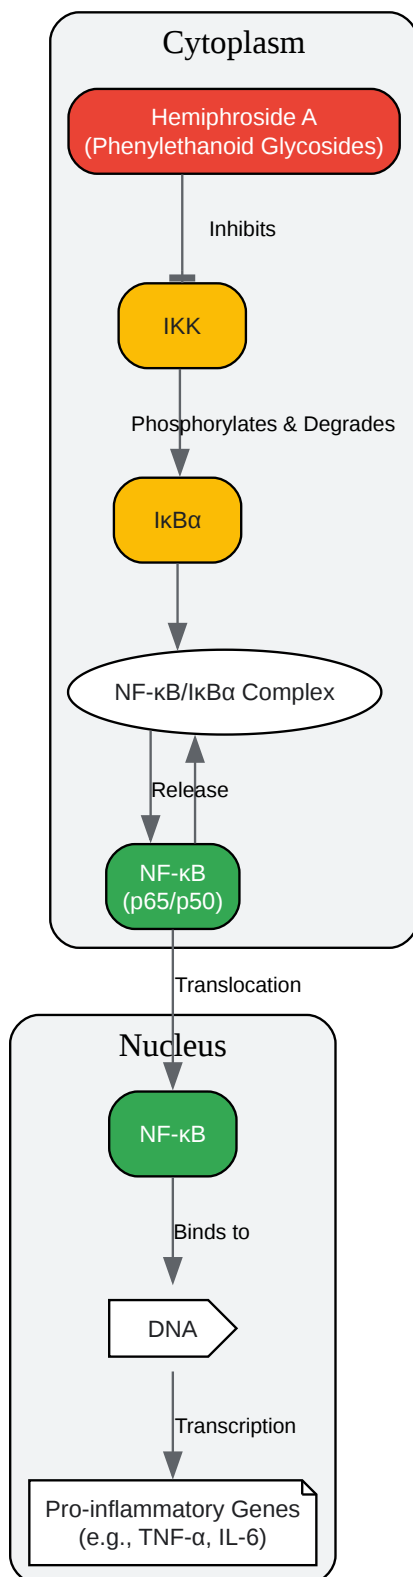 Cytoplasm
Hemiphroside A
(Phenylethanoid Glycosides)
Inhibits
IKK
Phosphorylates & Degrades
IκBα
NF-κB/IκBα Complex
Release
NF-κB
(p65/p50)
Translocation
Nucleus
NF-κB
Binds to
DNA
Transcription
Pro-inflammatory Genes
(e.g., TNF-α, IL-6)